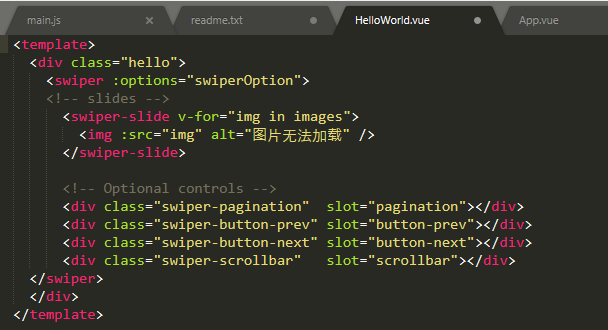 main.js
readme.txt
HelloWorld.vue
App.vue
<template>
  <div class="hello">
    <swiper :options="swiperOption">
    <!-- slides -->
      <swiper-slide v-for="img in images">
        <img :src="img" alt="图片无法加载" />
      </swiper-slide>

      <!-- Optional controls -->
      <div class="swiper-pagination"  slot="pagination"></div>
      <div class="swiper-button-prev" slot="button-prev"></div>
      <div class="swiper-button-next" slot="button-next"></div>
      <div class="swiper-scrollbar"   slot="scrollbar"></div>
  </swiper>
  </div>
</template>